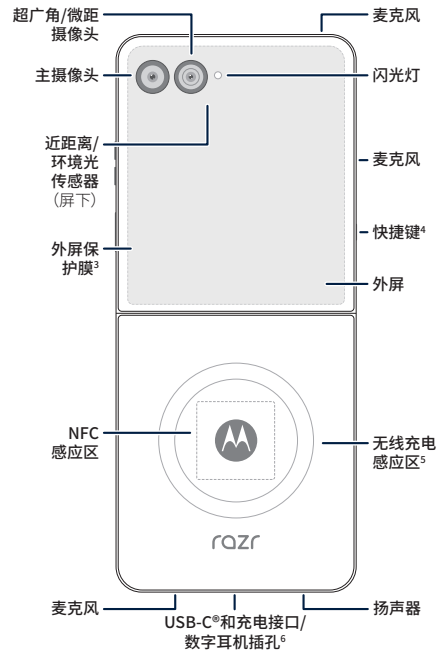 超广角/微距
摄像头
麦克风
主摄像头
闪光灯
近距离/
环境光
传感器
（屏下）
麦克风
快捷键⁴
外屏保
护膜³
外屏
NFC
感应区
无线充电
感应区⁵
razr
麦克风
USB-C®和充电接口/
数字耳机插孔⁶
扬声器